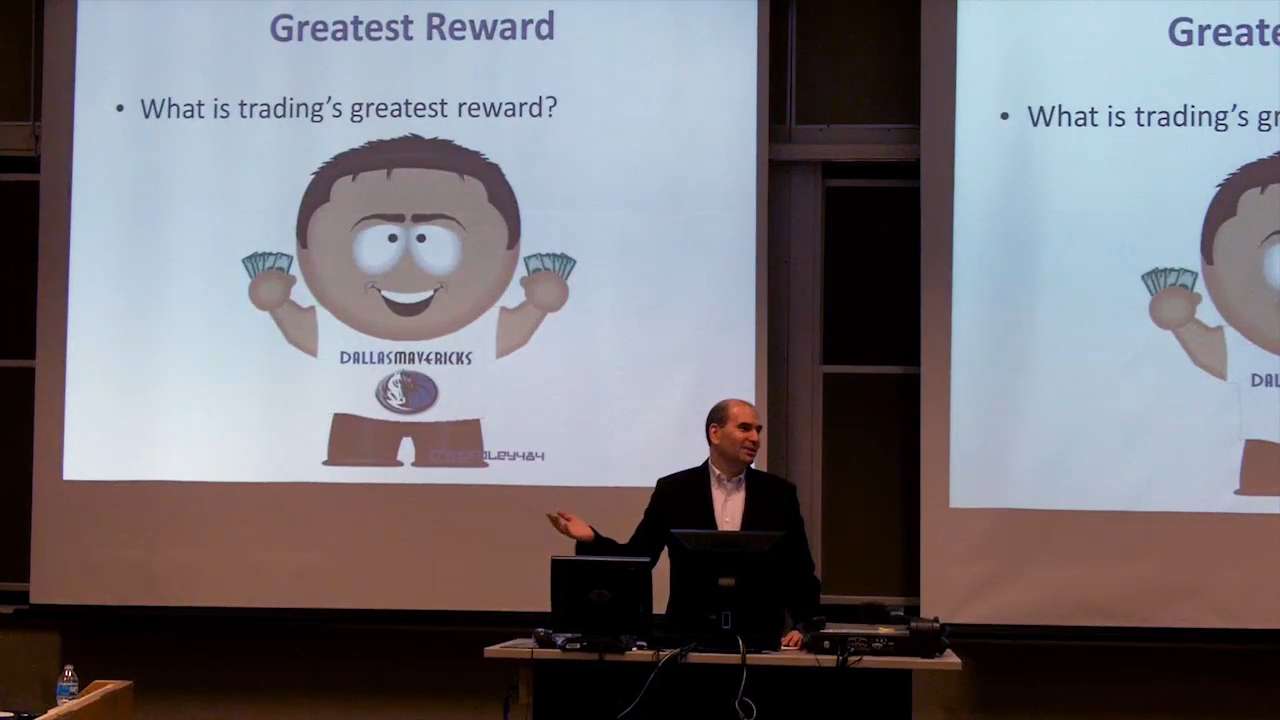 Greatest Reward
• What is trading's greatest reward?
DALLASMAVERICKS
Greate
• What is trading's gr
DAL